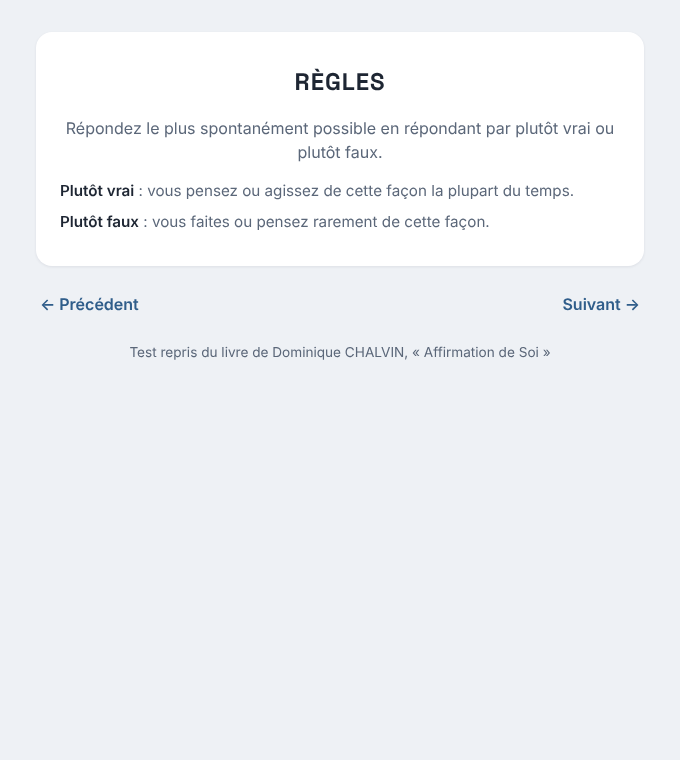 RÈGLES
Répondez le plus spontanément possible en répondant par plutôt vrai ou
plutôt faux.
Plutôt vrai : vous pensez ou agissez de cette façon la plupart du temps.
Plutôt faux : vous faites ou pensez rarement de cette façon.
← Précédent
Suivant →
Test repris du livre de Dominique CHALVIN, « Affirmation de Soi »